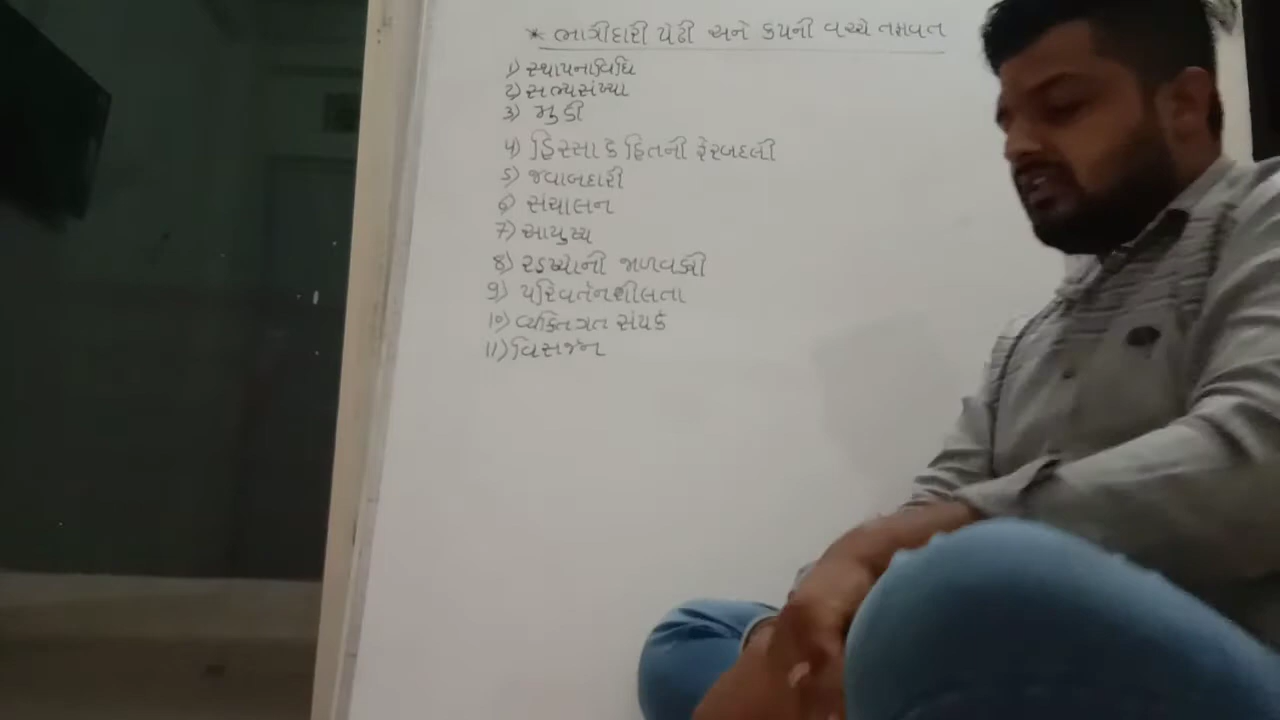 * ભાગીદારી પેઢી અને કંપની વચ્ચે તફાવત
1) સ્થાપનાવિધિ
2) સભ્યસંખ્યા
3) મુડી
4) હિસ્સા કે હિતની ફેરબદલી
5) જવાબદારી
6) સંચાલન
7) આયુષ્ય
8) રહસ્યોની જાળવણી
9) પરિવર્તનશીલતા
10) વ્યક્તિગત સંપર્ક
11) વિસર્જન